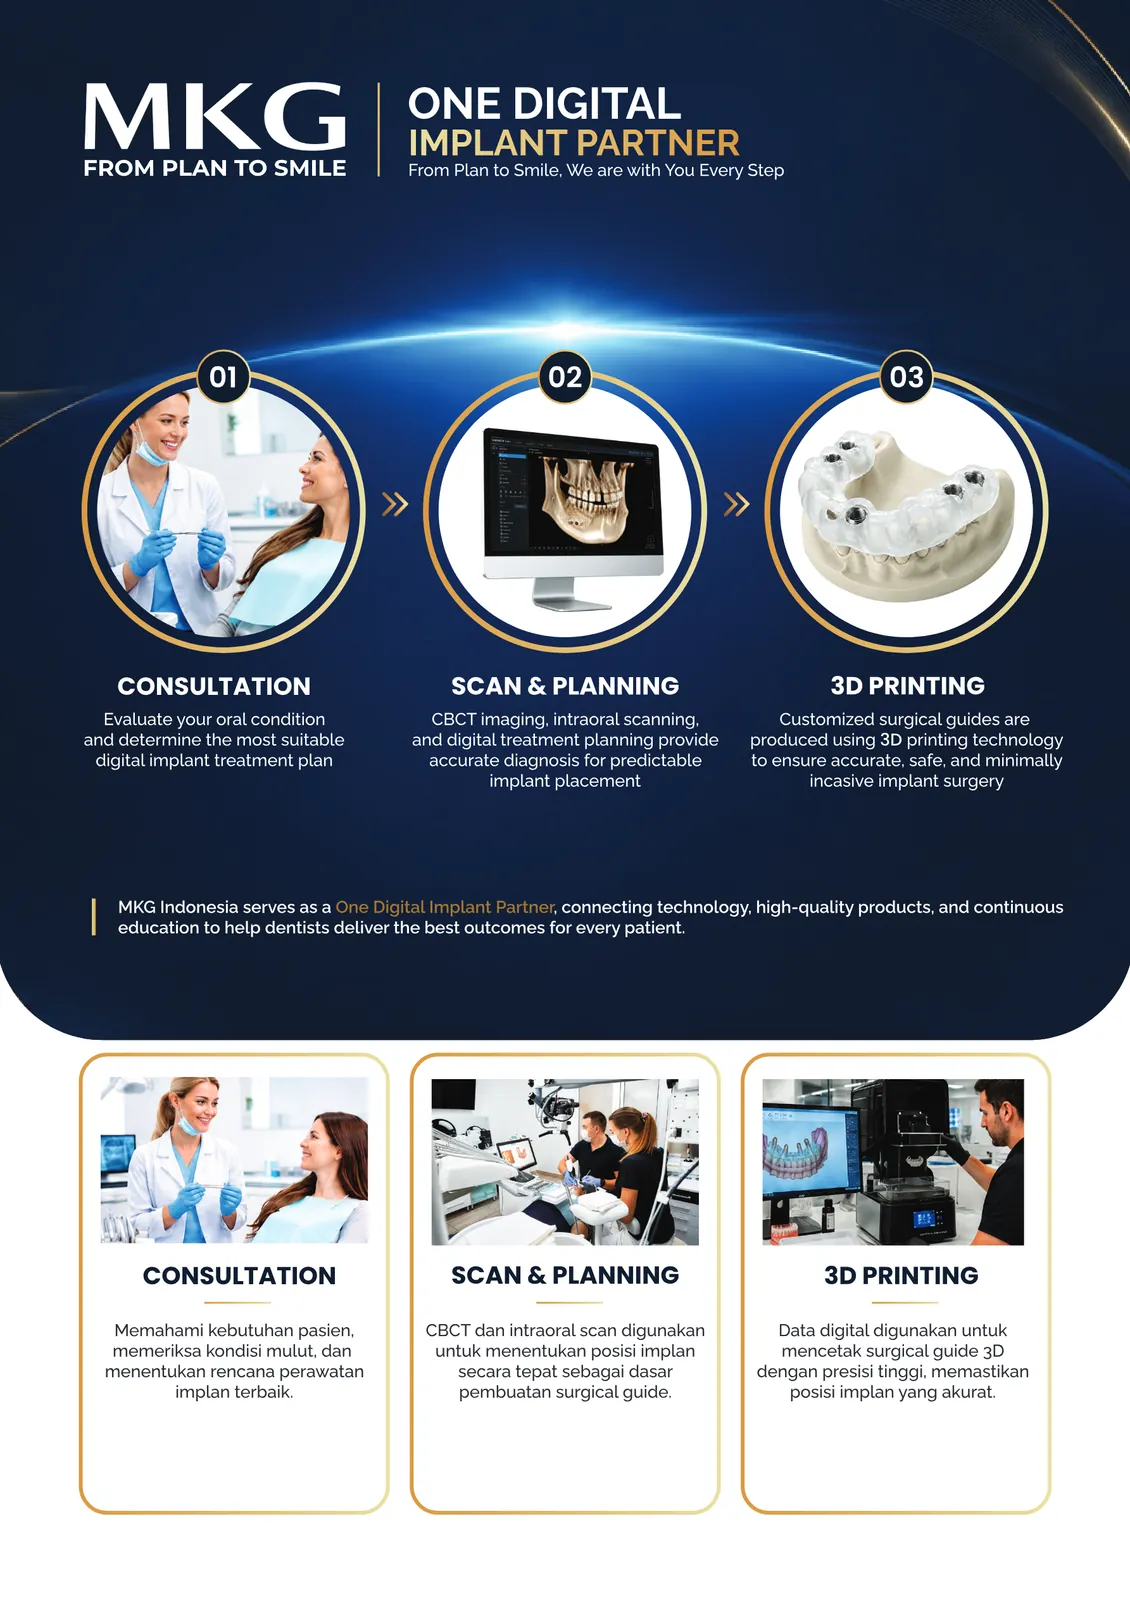 MKG
FROM PLAN TO SMILE
ONE DIGITAL
IMPLANT PARTNER
From Plan to Smile, We are with You Every Step
01
02
03
CONSULTATION
Evaluate your oral condition
and determine the most suitable
digital implant treatment plan
SCAN & PLANNING
CBCT imaging, intraoral scanning,
and digital treatment planning provide
accurate diagnosis for predictable
implant placement
3D PRINTING
Customized surgical guides are
produced using 3D printing technology
to ensure accurate, safe, and minimally
incasive implant surgery
MKG Indonesia serves as a One Digital Implant Partner, connecting technology, high-quality products, and continuous
education to help dentists deliver the best outcomes for every patient.
CONSULTATION
Memahami kebutuhan pasien,
memeriksa kondisi mulut, dan
menentukan rencana perawatan
implan terbaik.
SCAN & PLANNING
CBCT dan intraoral scan digunakan
untuk menentukan posisi implan
secara tepat sebagai dasar
pembuatan surgical guide.
3D PRINTING
Data digital digunakan untuk
mencetak surgical guide 3D
dengan presisi tinggi, memastikan
posisi implan yang akurat.